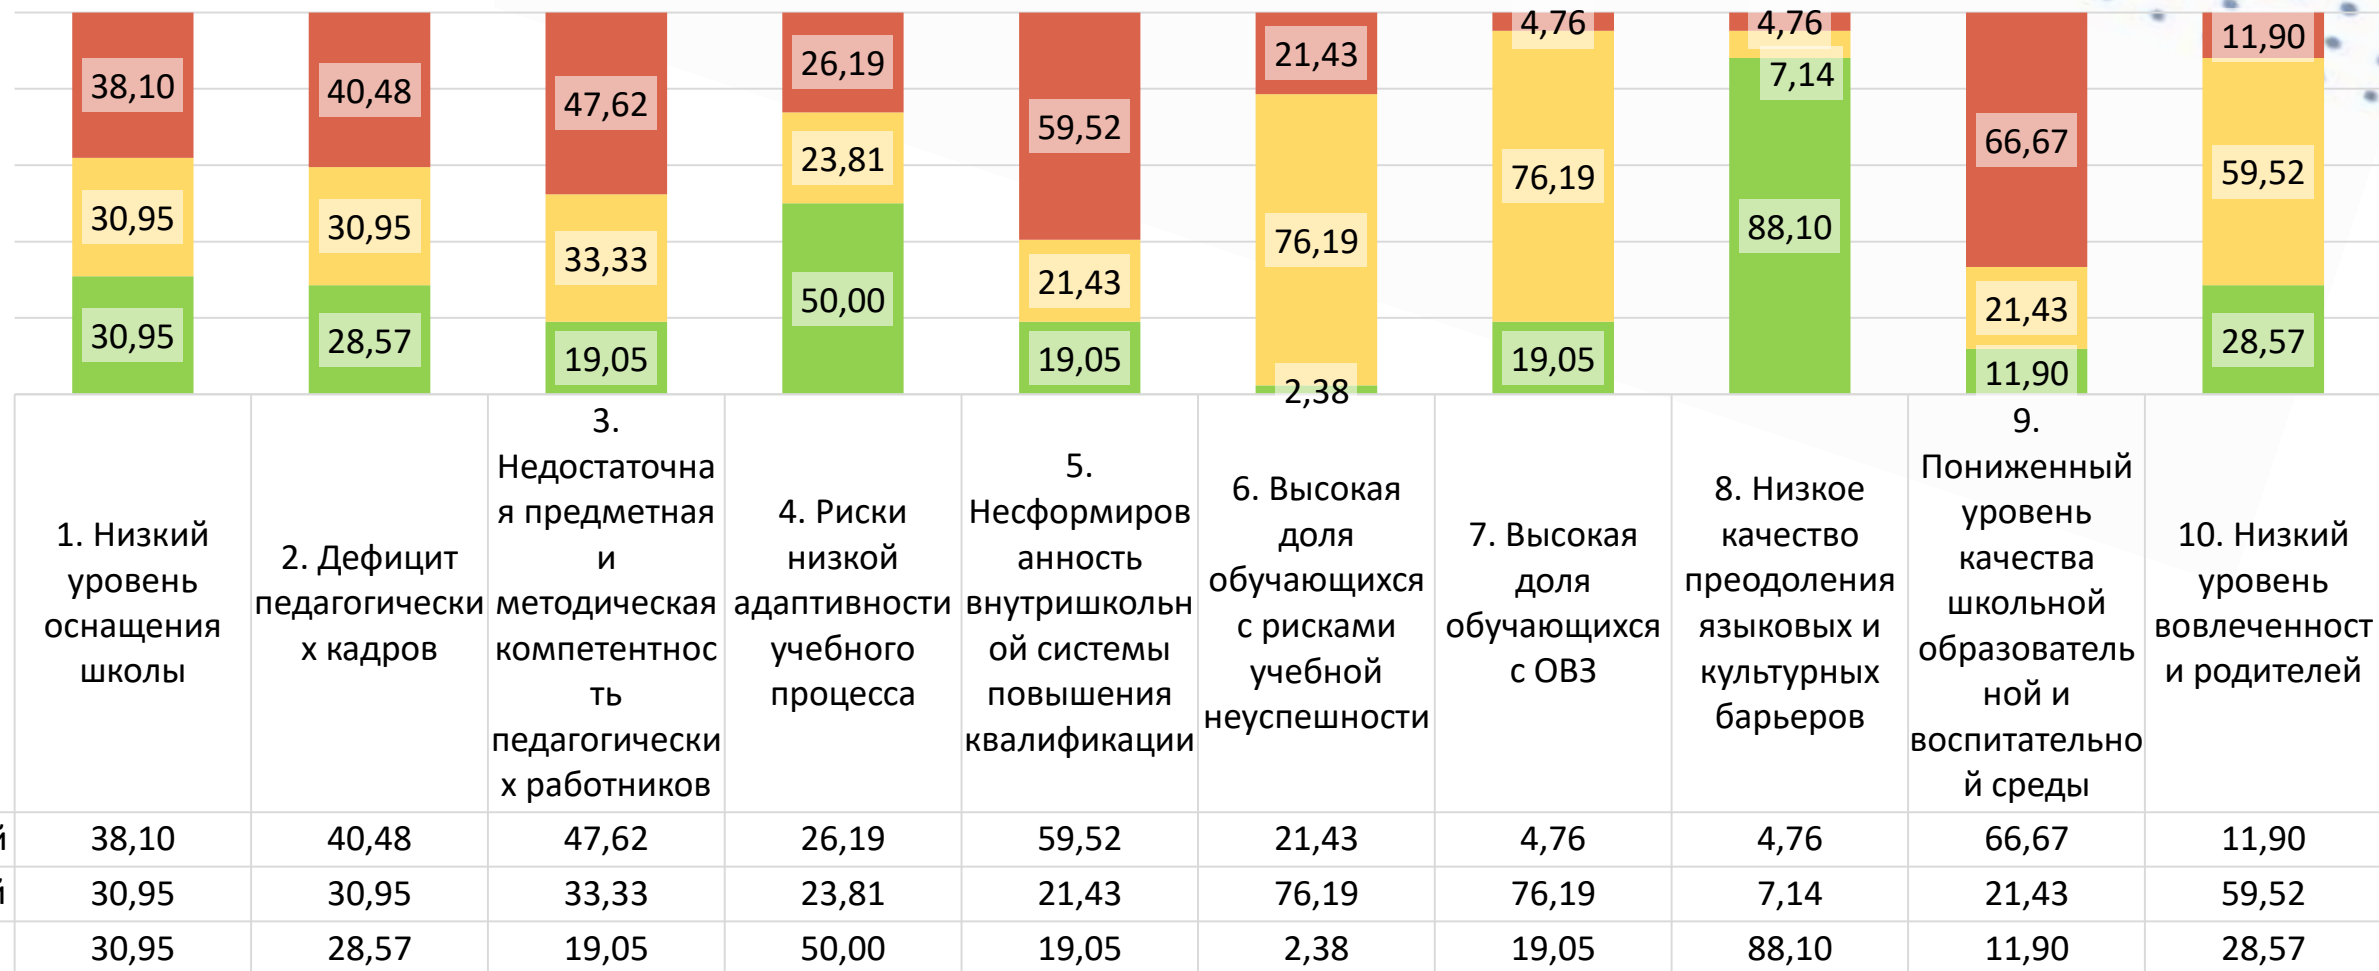 38,10
40,48
47,62
26,19
59,52
21,43
4,76
4,76
66,67
11,90
30,95
30,95
33,33
23,81
21,43
76,19
76,19
7,14
21,43
59,52
30,95
28,57
19,05
50,00
19,05
2,38
19,05
88,10
11,90
28,57
1. Низкий
уровень
оснащения
школы
2. Дефицит
педагогически
х кадров
3.
Недостаточна
я предметная
и
методическая
компетентнос
ть
педагогически
х работников
4. Риски
низкой
адаптивности
учебного
процесса
5.
Несформиров
анность
внутришкольн
ой системы
повышения
квалификации
6. Высокая
доля
обучающихся
с рисками
учебной
неуспешности
7. Высокая
доля
обучающихся
с ОВЗ
8. Низкое
качество
преодоления
языковых и
культурных
барьеров
9.
Пониженный
уровень
качества
школьной
образователь
ной и
воспитательно
й среды
10. Низкий
уровень
вовлеченност
и родителей
й 38,10 40,48 47,62 26,19 59,52 21,43 4,76 4,76 66,67 11,90
й 30,95 30,95 33,33 23,81 21,43 76,19 76,19 7,14 21,43 59,52
30,95 28,57 19,05 50,00 19,05 2,38 19,05 88,10 11,90 28,57